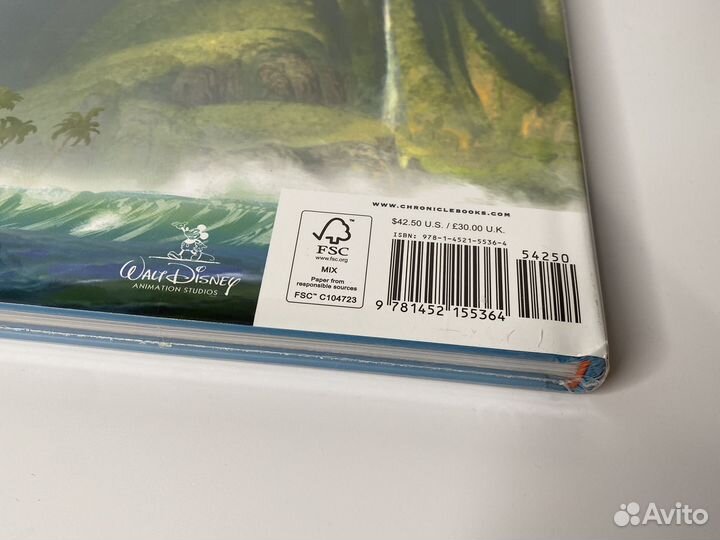 WWW.CHRONICLEBOOKS.COM
$42.50 U.S. / £30.00 U.K.
ISBN: 978-1-4521-5536-4
54250
9 781452 155364
FSC
www.fsc.org
MIX
Paper from
responsible sources
FSC™ C104723
WALT DISNEY
ANIMATION STUDIOS
Avito